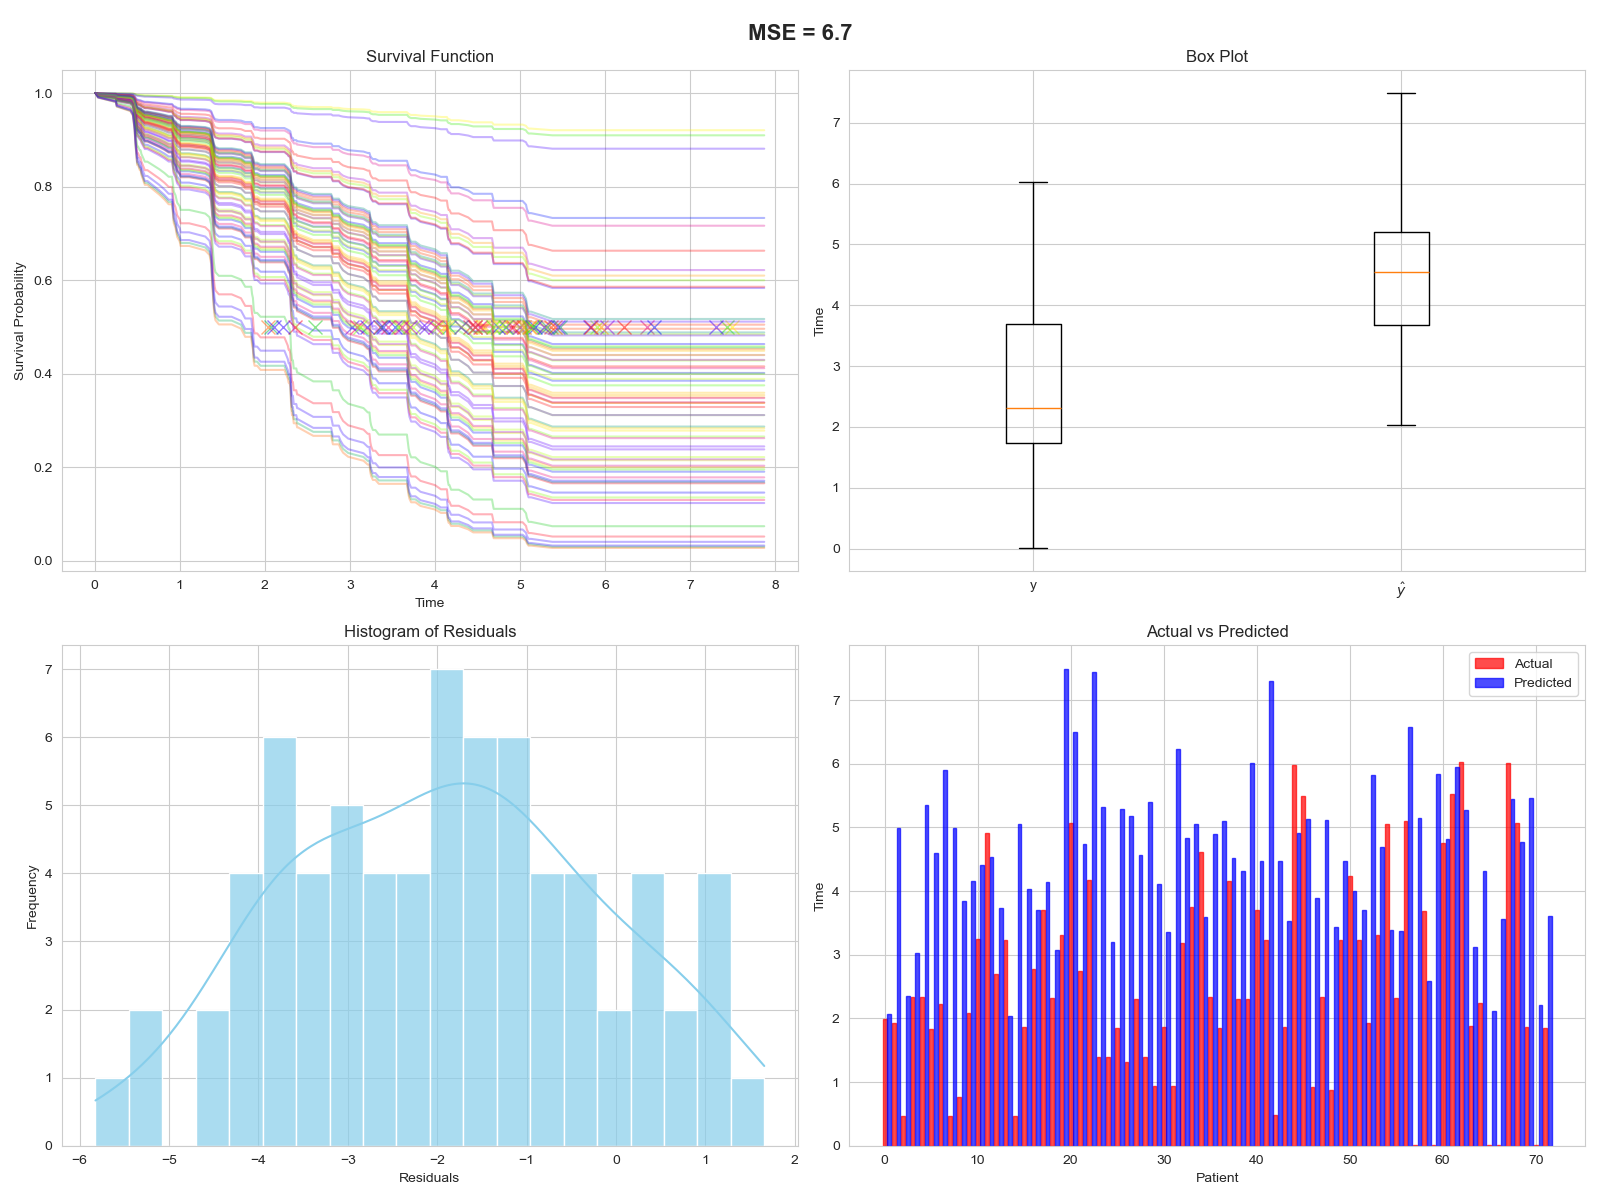 MSE = 6.7
Survival Function
Survival Probability
1.0
0.8
0.6
0.4
0.2
0.0
0 1 2 3 4 5 6 7 8
Time
Box Plot
Time
7
6
5
4
3
2
1
0
y ŷ
Histogram of Residuals
Frequency
7
6
5
4
3
2
1
0
−6 −5 −4 −3 −2 −1 0 1 2
Residuals
Actual vs Predicted
Actual
Predicted
Time
7
6
5
4
3
2
1
0
0 10 20 30 40 50 60 70
Patient